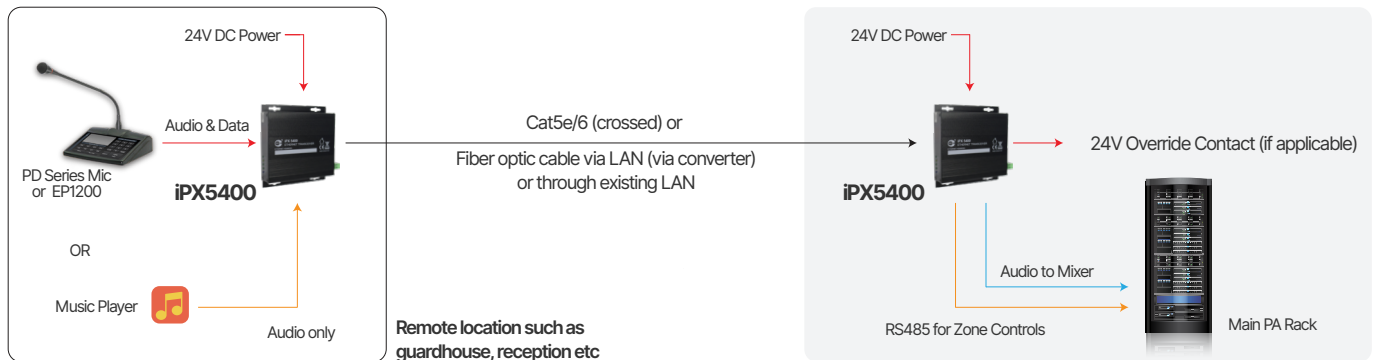 24V DC Power
Audio & Data
PD Series Mic
or EP1200
iPX5400
OR
Music Player
Audio only
Cat5e/6 (crossed) or
Fiber optic cable via LAN (via converter)
or through existing LAN
Remote location such as
guardhouse, reception etc
24V DC Power
iPX5400
24V Override Contact (if applicable)
Audio to Mixer
RS485 for Zone Controls
Main PA Rack